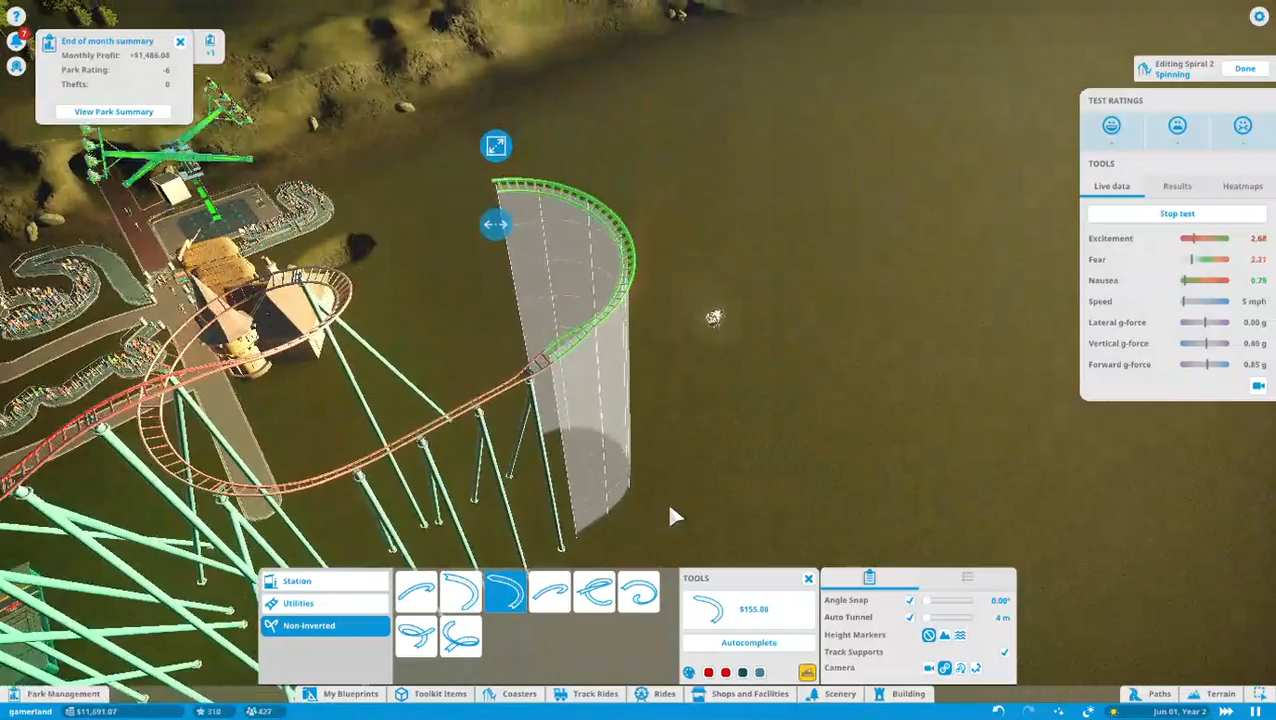 ?
7
End of month summary
Monthly Profit: +$1,486.08
Park Rating: -6
Thefts: 0
View Park Summary
+1
Editing Spiral 2
Spinning
Done
TEST RATINGS
- - -
TOOLS
Live data Results Heatmaps
Stop test
Excitement 2.68
Fear 2.21
Nausea 0.79
Speed 5 mph
Lateral g-force 0.00 g
Vertical g-force 0.60 g
Forward g-force 0.85 g
Station
Utilities
Non-inverted
TOOLS
$155.08
Autocomplete
Angle Snap 0.00°
Auto Tunnel 4 m
Height Markers
Track Supports
Camera
Park Management
My Blueprints
Toolkit Items
Coasters
Track Rides
Rides
Shops and Facilities
Scenery
Building
Paths
Terrain
gamerland
$11,691.07
310
427
Jun 01, Year 2